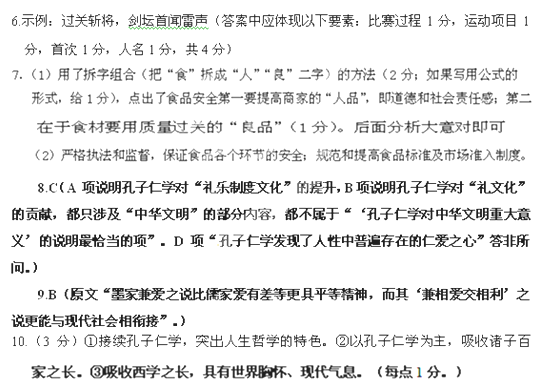 6.示例：过关斩将，剑坛首闻雷声（答案中应体现以下要素：比赛过程 1 分，运动项目 1
分，首次 1 分，人名 1 分，共 4 分）
7.（1）用了拆字组合（把“食”拆成“人”“良”二字）的方法（2 分；如果写用公式的
形式，给 1 分），点出了食品安全第一要提高商家的“人品”，即道德和社会责任感；第二
在于食材要用质量过关的“良品”（1 分）。后面分析大意对即可
（2）严格执法和监督，保证食品各个环节的安全；规范和提高食品标准及市场准入制度。
8.C（A 项说明孔子仁学对“礼乐制度文化”的提升，B 项说明孔子仁学对“礼文化”
的贡献，都只涉及“中华文明”的部分内容，都不属于“‘孔子仁学对中华文明重大意
义’的说明最恰当的项”。D 项“孔子仁学发现了人性中普遍存在的仁爱之心”答非所
问。）
9.B（原文“墨家兼爱之说比儒家爱有差等更具平等精神，而其‘兼相爱交相利’之
说更能与现代社会相衔接”。）
10.（3 分）①接续孔子仁学，突出人生哲学的特色。②以孔子仁学为主，吸收诸子百
家之长。③吸收西学之长，具有世界胸怀、现代气息。（每点 1 分。）